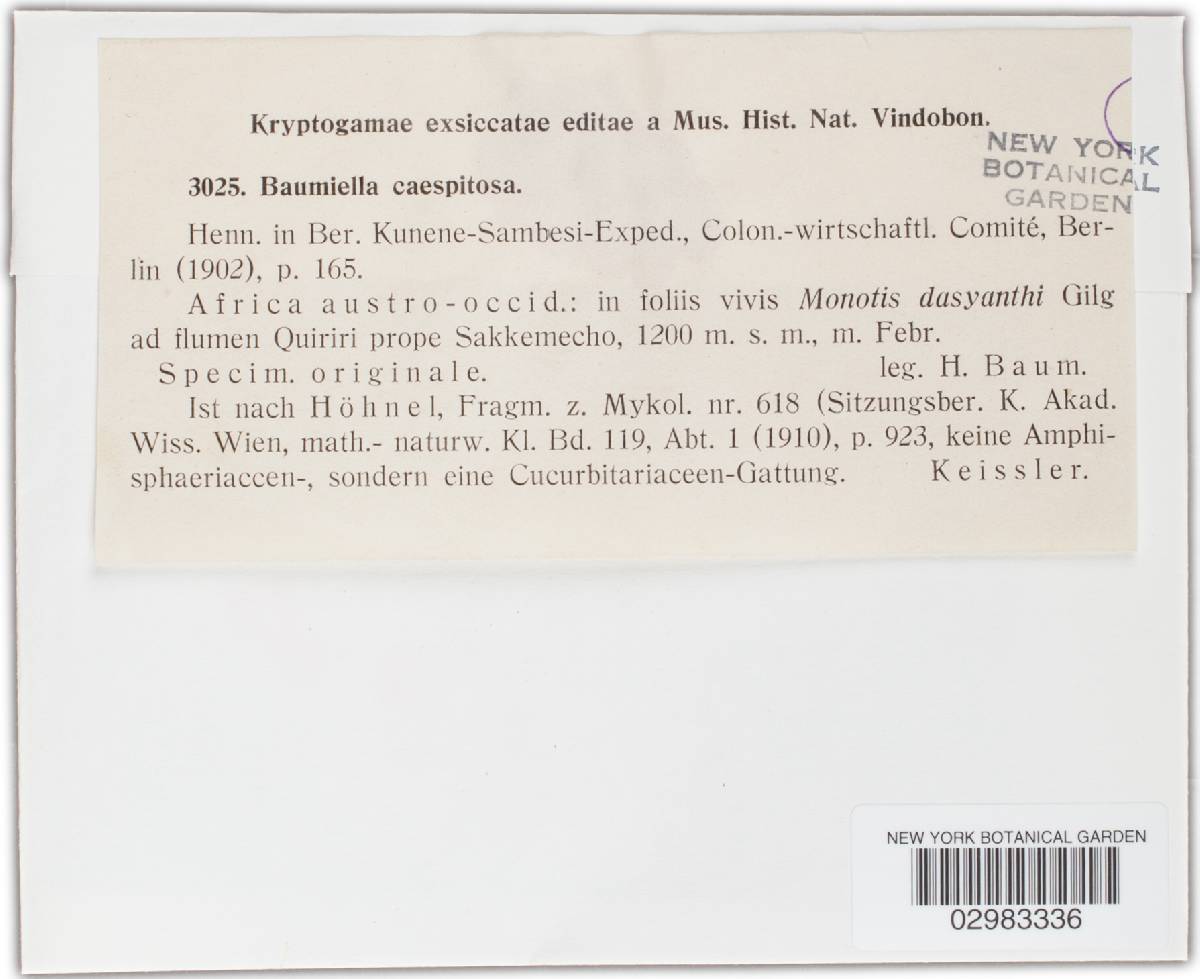 Kryptogamae exsiccatae editae a Mus. Hist. Nat. Vindobon.
NEW YORK
BOTANICAL
GARDEN
3025. Baumiella caespitosa.
Henn. in Ber. Kunene-Sambesi-Exped., Colon.-wirtschaftl. Comité, Ber-
lin (1902), p. 165.
Africa austro-occid.: in foliis vivis Monotis dasyanthi Gilg
ad flumen Quiriri prope Sakkemecho, 1200 m. s. m., m. Febr.
Specim. originale. leg. H. Baum.
Ist nach Höhnel, Fragm. z. Mykol. nr. 618 (Sitzungsber. K. Akad.
Wiss. Wien, math.- naturw. Kl. Bd. 119, Abt. 1 (1910), p. 923, keine Amphi-
sphaeriaccen-, sondern eine Cucurbitariaceen-Gattung. Keissler.
NEW YORK BOTANICAL GARDEN
02983336